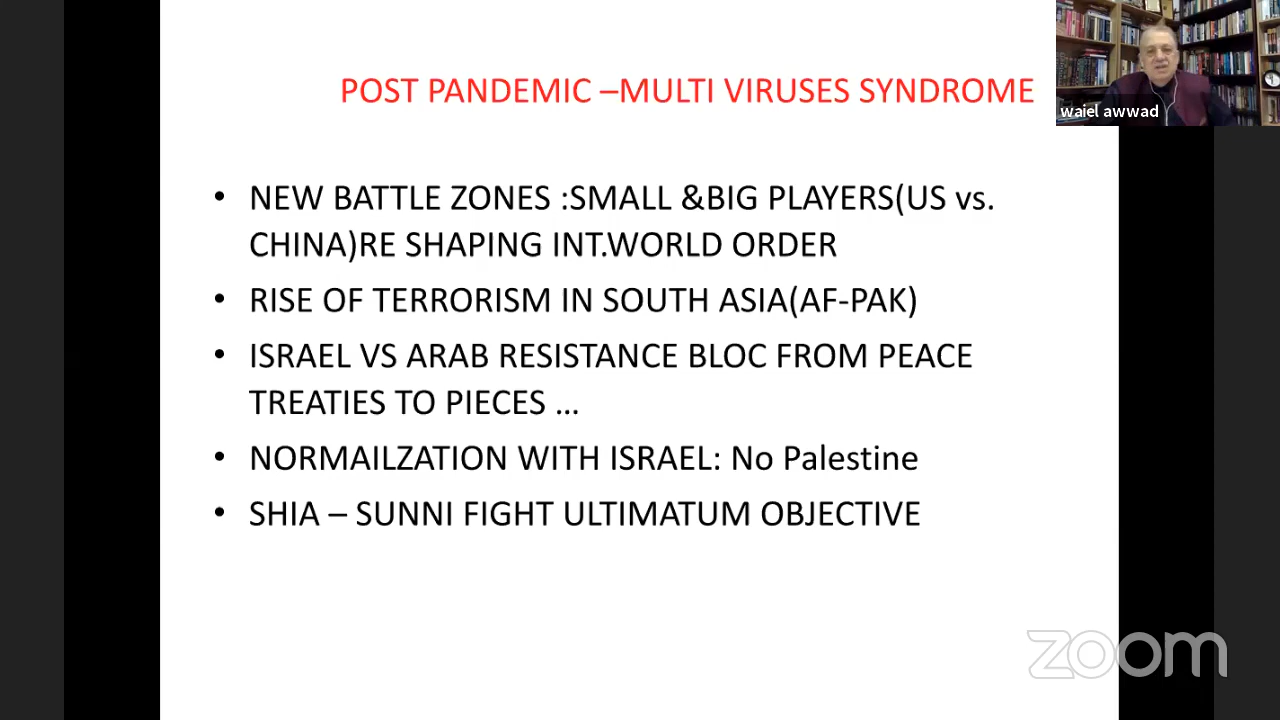 POST PANDEMIC –MULTI VIRUSES SYNDROME
waiel awwad
• NEW BATTLE ZONES :SMALL &BIG PLAYERS(US vs.
CHINA)RE SHAPING INT.WORLD ORDER
• RISE OF TERRORISM IN SOUTH ASIA(AF-PAK)
• ISRAEL VS ARAB RESISTANCE BLOC FROM PEACE
TREATIES TO PIECES ...
• NORMAILZATION WITH ISRAEL: No Palestine
• SHIA – SUNNI FIGHT ULTIMATUM OBJECTIVE
zoom